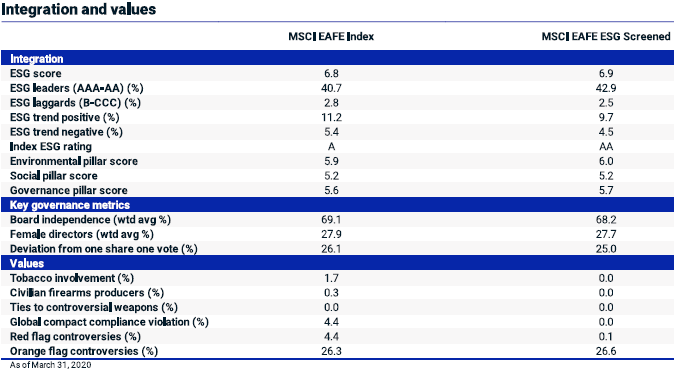 Integration and values
MSCI EAFE Index MSCI EAFE ESG Screened
Integration
ESG score 6.8 6.9
ESG leaders (AAA-AA) (%) 40.7 42.9
ESG laggards (B-CCC) (%) 2.8 2.5
ESG trend positive (%) 11.2 9.7
ESG trend negative (%) 5.4 4.5
Index ESG rating A AA
Environmental pillar score 5.9 6.0
Social pillar score 5.2 5.2
Governance pillar score 5.6 5.7
Key governance metrics
Board independence (wtd avg %) 69.1 68.2
Female directors (wtd avg %) 27.9 27.7
Deviation from one share one vote (%) 26.1 25.0
Values
Tobacco involvement (%) 1.7 0.0
Civilian firearms producers (%) 0.3 0.0
Ties to controversial weapons (%) 0.0 0.0
Global compact compliance violation (%) 4.4 0.0
Red flag controversies (%) 4.4 0.1
Orange flag controversies (%) 26.3 26.6
As of March 31, 2020